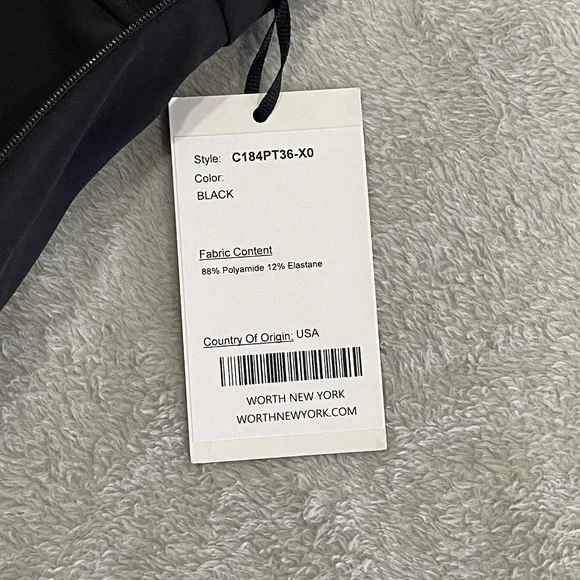 Style: C184PT36-X0
Color:
BLACK
Fabric Content
88% Polyamide 12% Elastane
Country Of Origin: USA
WORTH NEW YORK
WORTHNEWYORK.COM